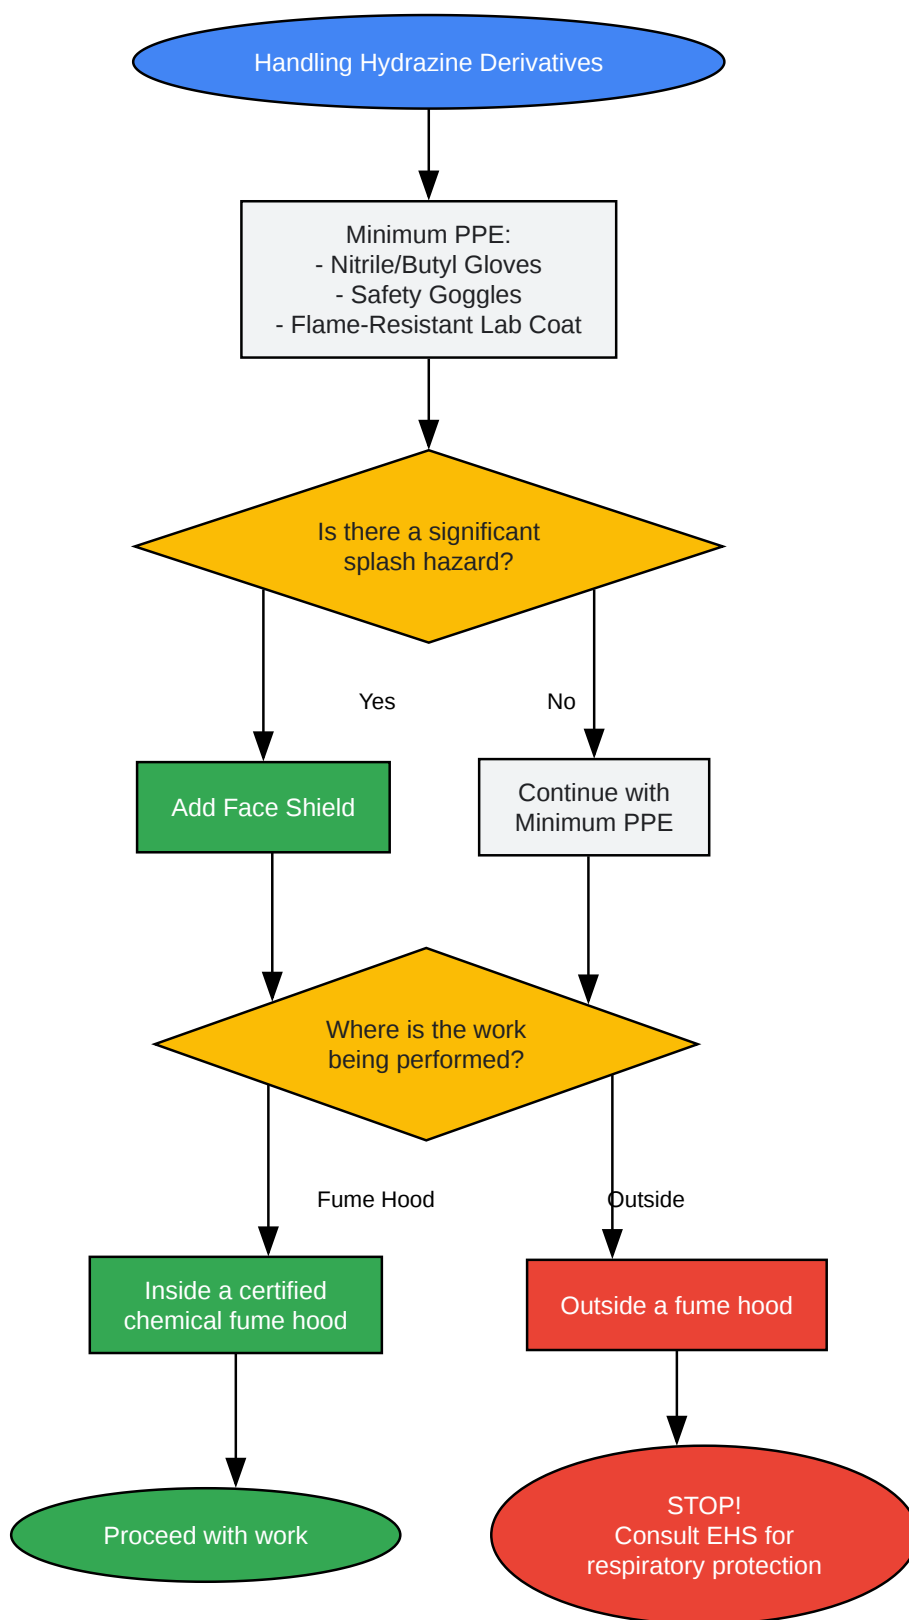 Handling Hydrazine Derivatives
Minimum PPE:
- Nitrile/Butyl Gloves
- Safety Goggles
- Flame-Resistant Lab Coat
Is there a significant
splash hazard?
Yes
No
Add Face Shield
Continue with
Minimum PPE
Where is the work
being performed?
Fume Hood
Outside
Inside a certified
chemical fume hood
Outside a fume hood
Proceed with work
STOP!
Consult EHS for
respiratory protection